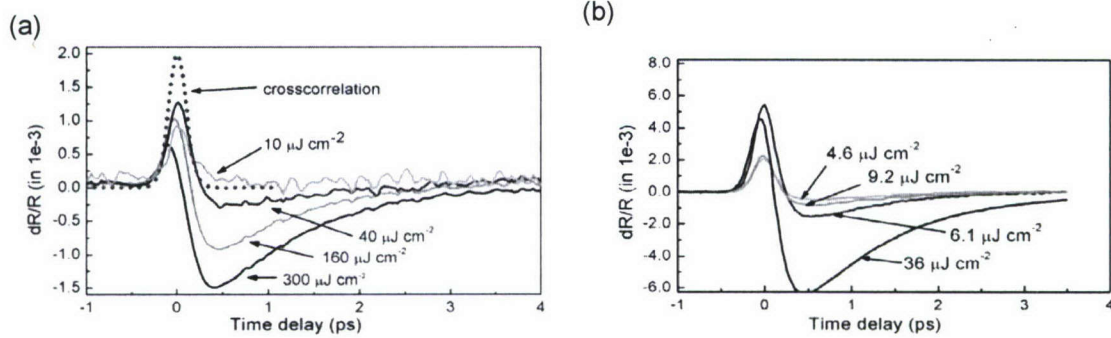 (a)
2.0
1.5
1.0
0.5
0.0
-0.5
-1.0
-1.5
dR/R (in 1e-3)
crosscorrelation
10 μJ cm-2
40 μJ cm-2
160 μJ cm-2
300 μJ cm-2
-1 0 1 2 3 4
Time delay (ps)
(b)
8.0
6.0
4.0
2.0
0.0
-2.0
-4.0
-6.0
dR/R (in 1e-3)
4.6 μJ cm-2
9.2 μJ cm-2
6.1 μJ cm-2
36 μJ cm-2
-1 0 1 2 3 4
Time delay (ps)